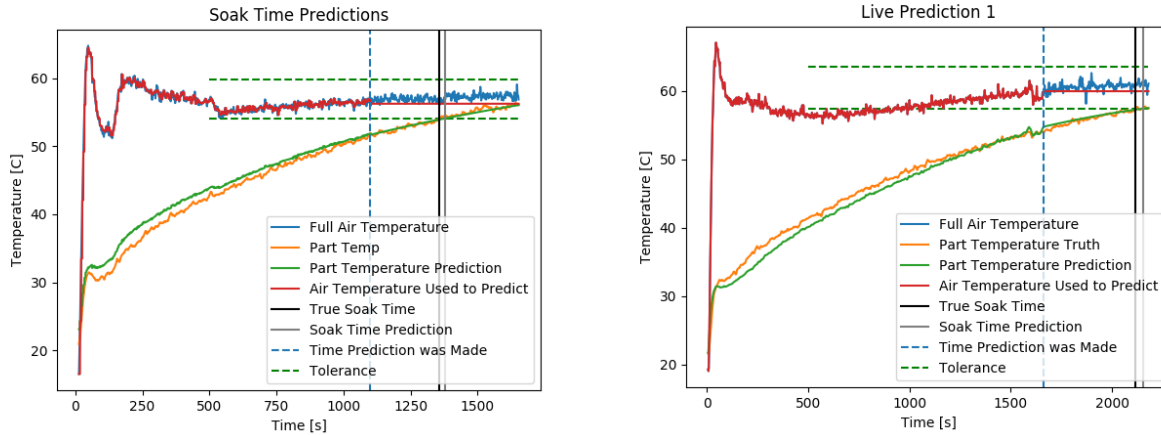 Soak Time Predictions
Temperature [C]
60
50
40
30
20
Full Air Temperature
Part Temp
Part Temperature Prediction
Air Temperature Used to Predict
True Soak Time
Soak Time Prediction
Time Prediction was Made
Tolerance
0 250 500 750 1000 1250 1500
Time [s]
Live Prediction 1
Temperature [C]
60
50
40
30
20
Full Air Temperature
Part Temperature Truth
Part Temperature Prediction
Air Temperature Used to Predict
True Soak Time
Soak Time Prediction
Time Prediction was Made
Tolerance
0 500 1000 1500 2000
Time [s]